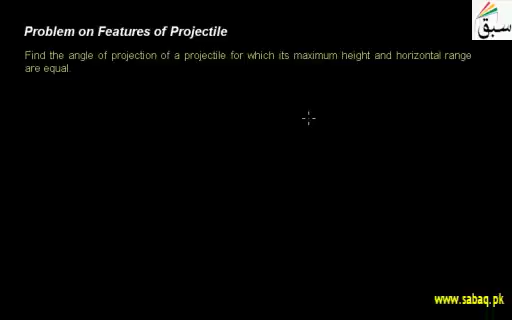 سبق
Problem on Features of Projectile
Find the angle of projection of a projectile for which its maximum height and horizontal range
are equal.
www.sabaq.pk